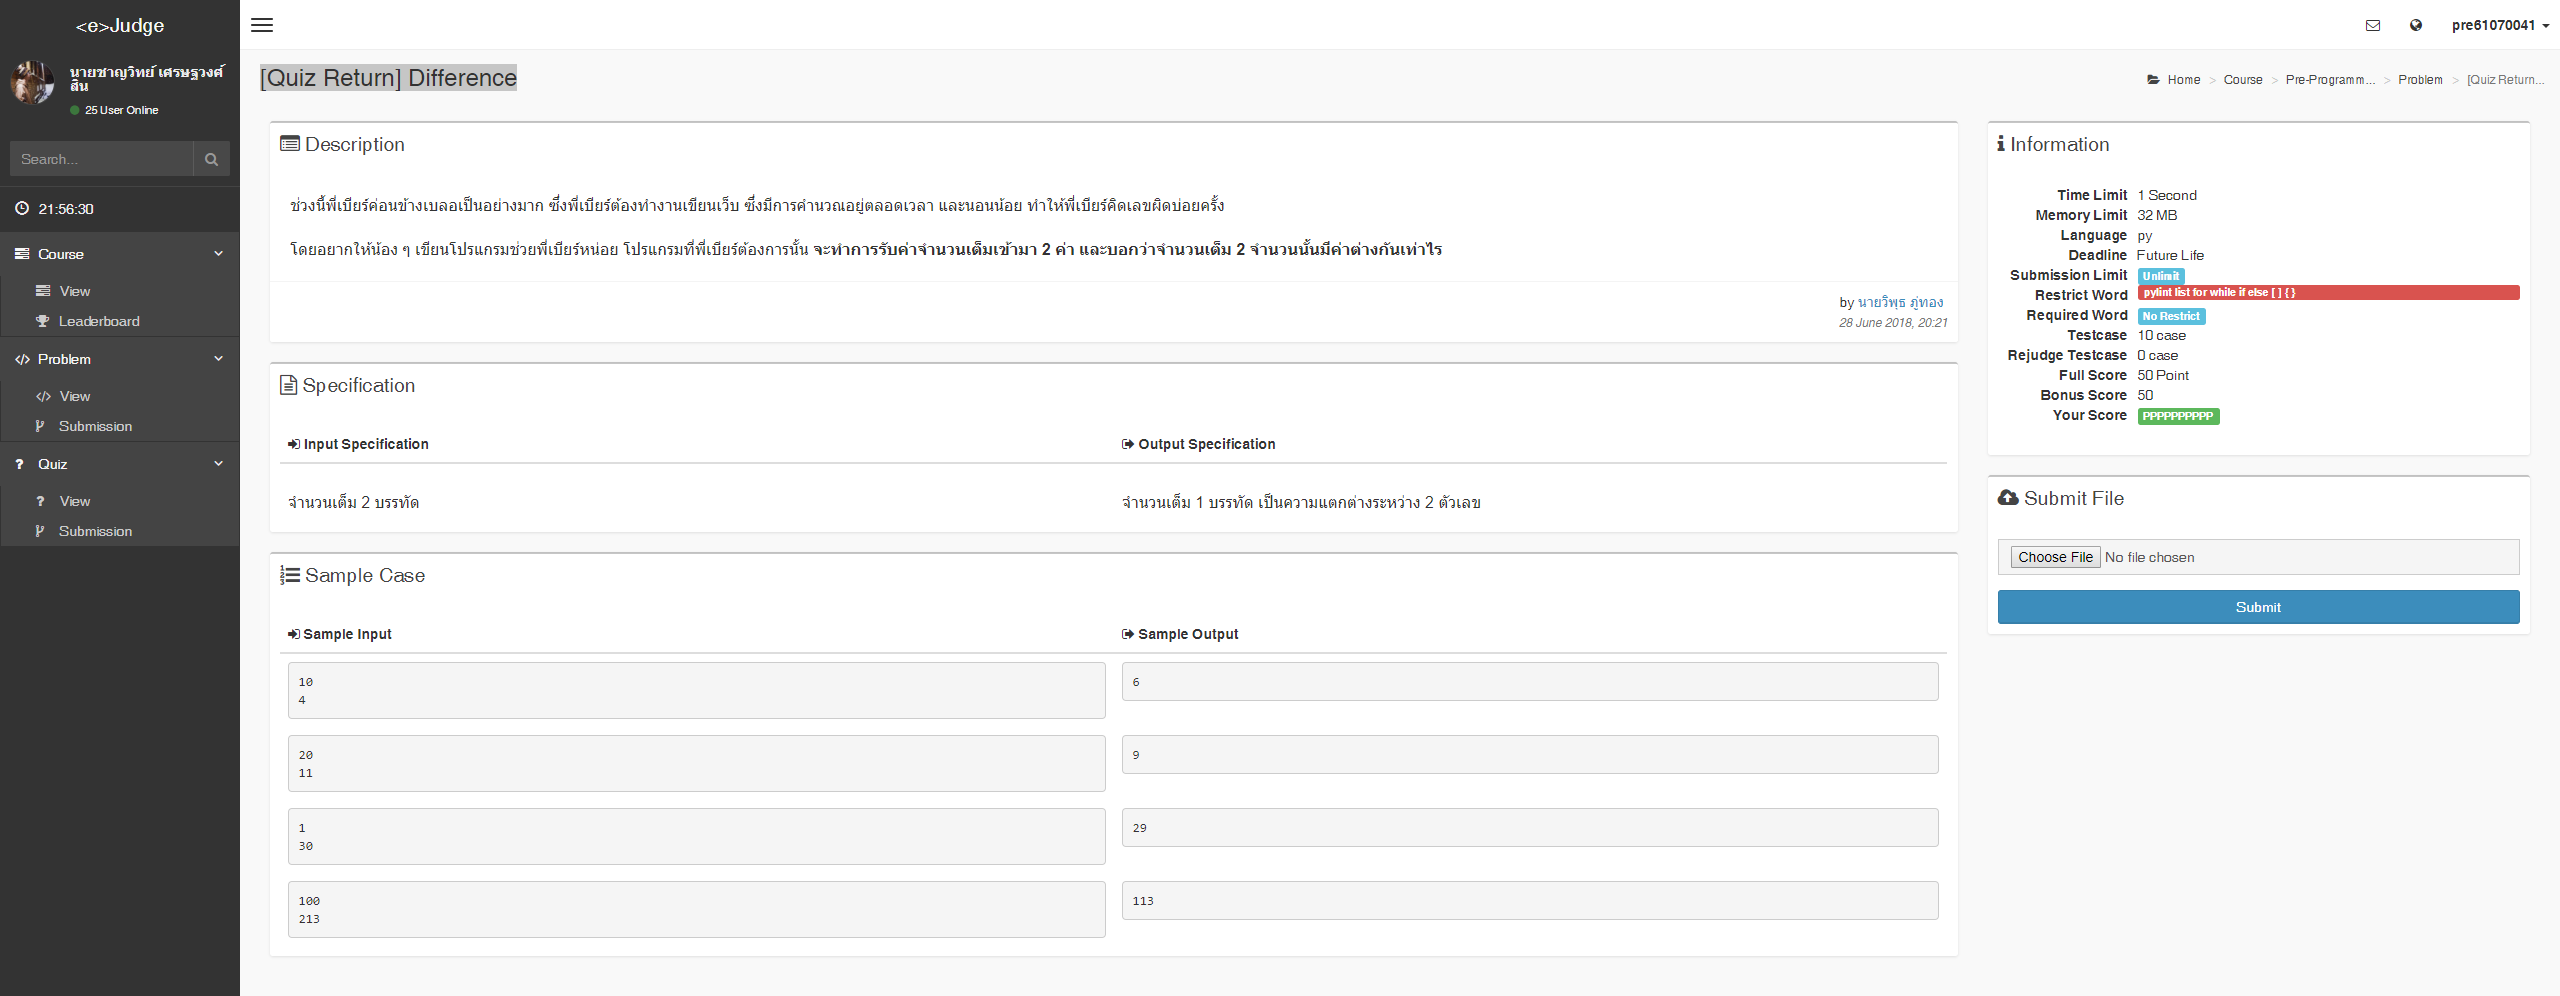 <e>Judge
pre61070041
นายชาญวิทย์ เศรษฐวงศ์
สิน
25 User Online
Search...
21:56:30
Course
View
Leaderboard
Problem
View
Submission
Quiz
View
Submission
[Quiz Return] Difference
Home > Course > Pre-Programm... > Problem > [Quiz Return...
Description
ช่วงนี้พี่เบียร์ค่อนข้างเบลอเป็นอย่างมาก ซึ่งพี่เบียร์ต้องทำงานเขียนเว็บ ซึ่งมีการคำนวณอยู่ตลอดเวลา และนอนน้อย ทำให้พี่เบียร์คิดเลขผิดบ่อยครั้ง
โดยอยากให้น้อง ๆ เขียนโปรแกรมช่วยพี่เบียร์หน่อย โปรแกรมที่พี่เบียร์ต้องการนั้น จะทำการรับค่าจำนวนเต็มเข้ามา 2 ค่า และบอกว่าจำนวนเต็ม 2 จำนวนนั้นมีค่าต่างกันเท่าไร
by นายวิพุธ ภู่ทอง
28 June 2018, 20:21
Specification
Input Specification Output Specification
จำนวนเต็ม 2 บรรทัด จำนวนเต็ม 1 บรรทัด เป็นความแตกต่างระหว่าง 2 ตัวเลข
Sample Case
Sample Input Sample Output
10
4
6
20
11
9
1
30
29
100
213
113
Information
Time Limit 1 Second
Memory Limit 32 MB
Language py
Deadline Future Life
Submission Limit Unlimit
Restrict Word pylint list for while if else [ ] { }
Required Word No Restrict
Testcase 10 case
Rejudge Testcase 0 case
Full Score 50 Point
Bonus Score 50
Your Score PPPPPPPPPP
Submit File
Choose File No file chosen
Submit